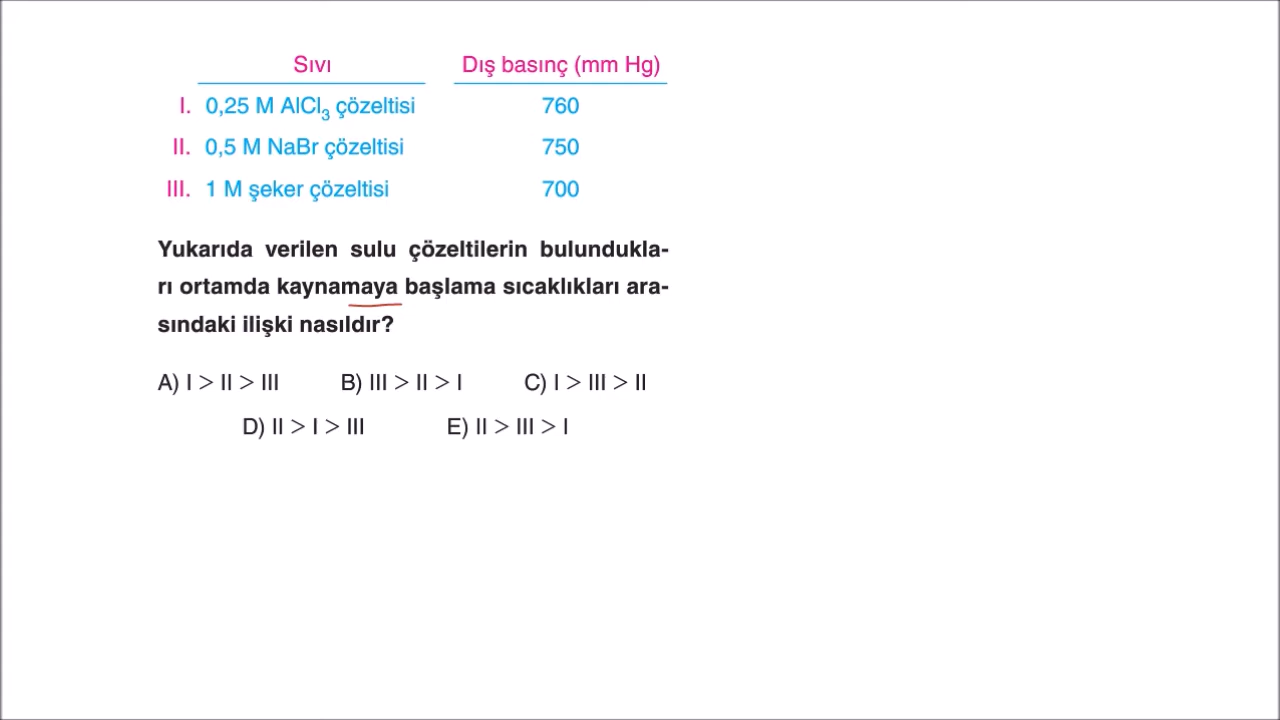 Sıvı Dış basınç (mm Hg)
I. 0,25 M AlCl₃ çözeltisi 760
II. 0,5 M NaBr çözeltisi 750
III. 1 M şeker çözeltisi 700
Yukarıda verilen sulu çözeltilerin bulundukla-
rı ortamda kaynamaya başlama sıcaklıkları ara-
sındaki ilişki nasıldır?
A) I > II > III B) III > II > I C) I > III > II
D) II > I > III E) II > III > I